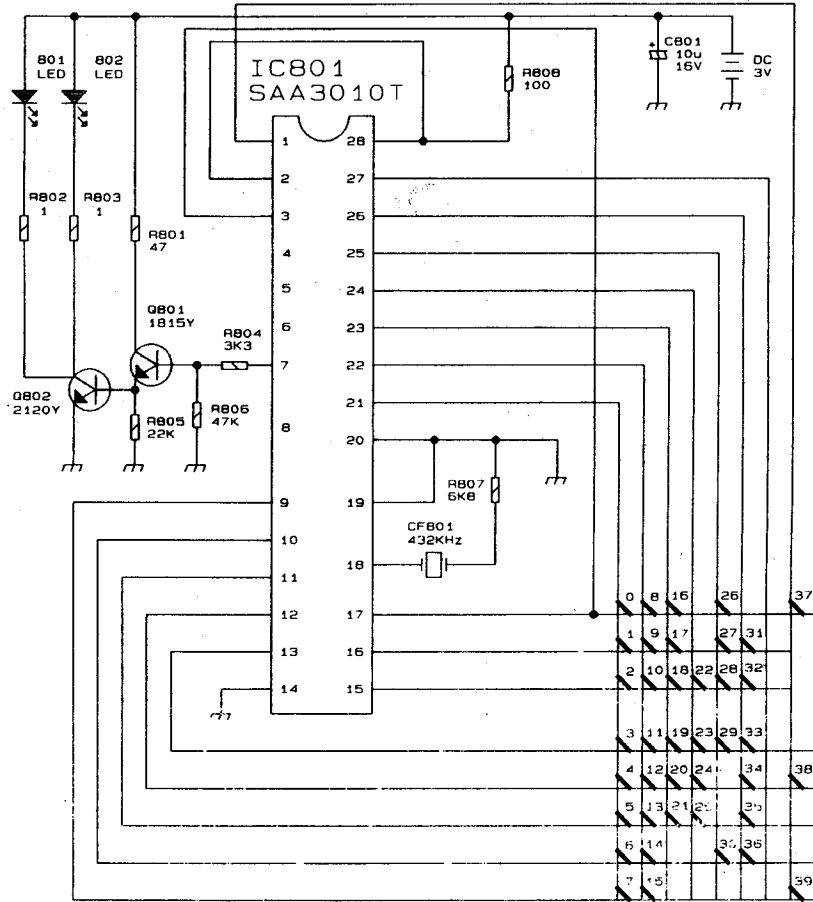 801
LED
802
LED
IC801
SAA3010T
R808
100
C801
+
10u
16V
DC
3V
1
28
2
27
3
26
R802
1
R803
1
R801
47
4
25
5
24
6
23
Q801
1815Y
R804
3K3
7
22
Q802
2120Y
R805
22K
R806
47K
21
8
20
R807
6K8
9
19
CF801
432KHz
10
18
11
12
17
13
16
14
15
0 8 16 26 37
1 9 17 27 31
2 10 18 22 28 32
3 11 19 23 29 33
4 12 20 24 34 38
5 13 21
6 14 36
7 15 39